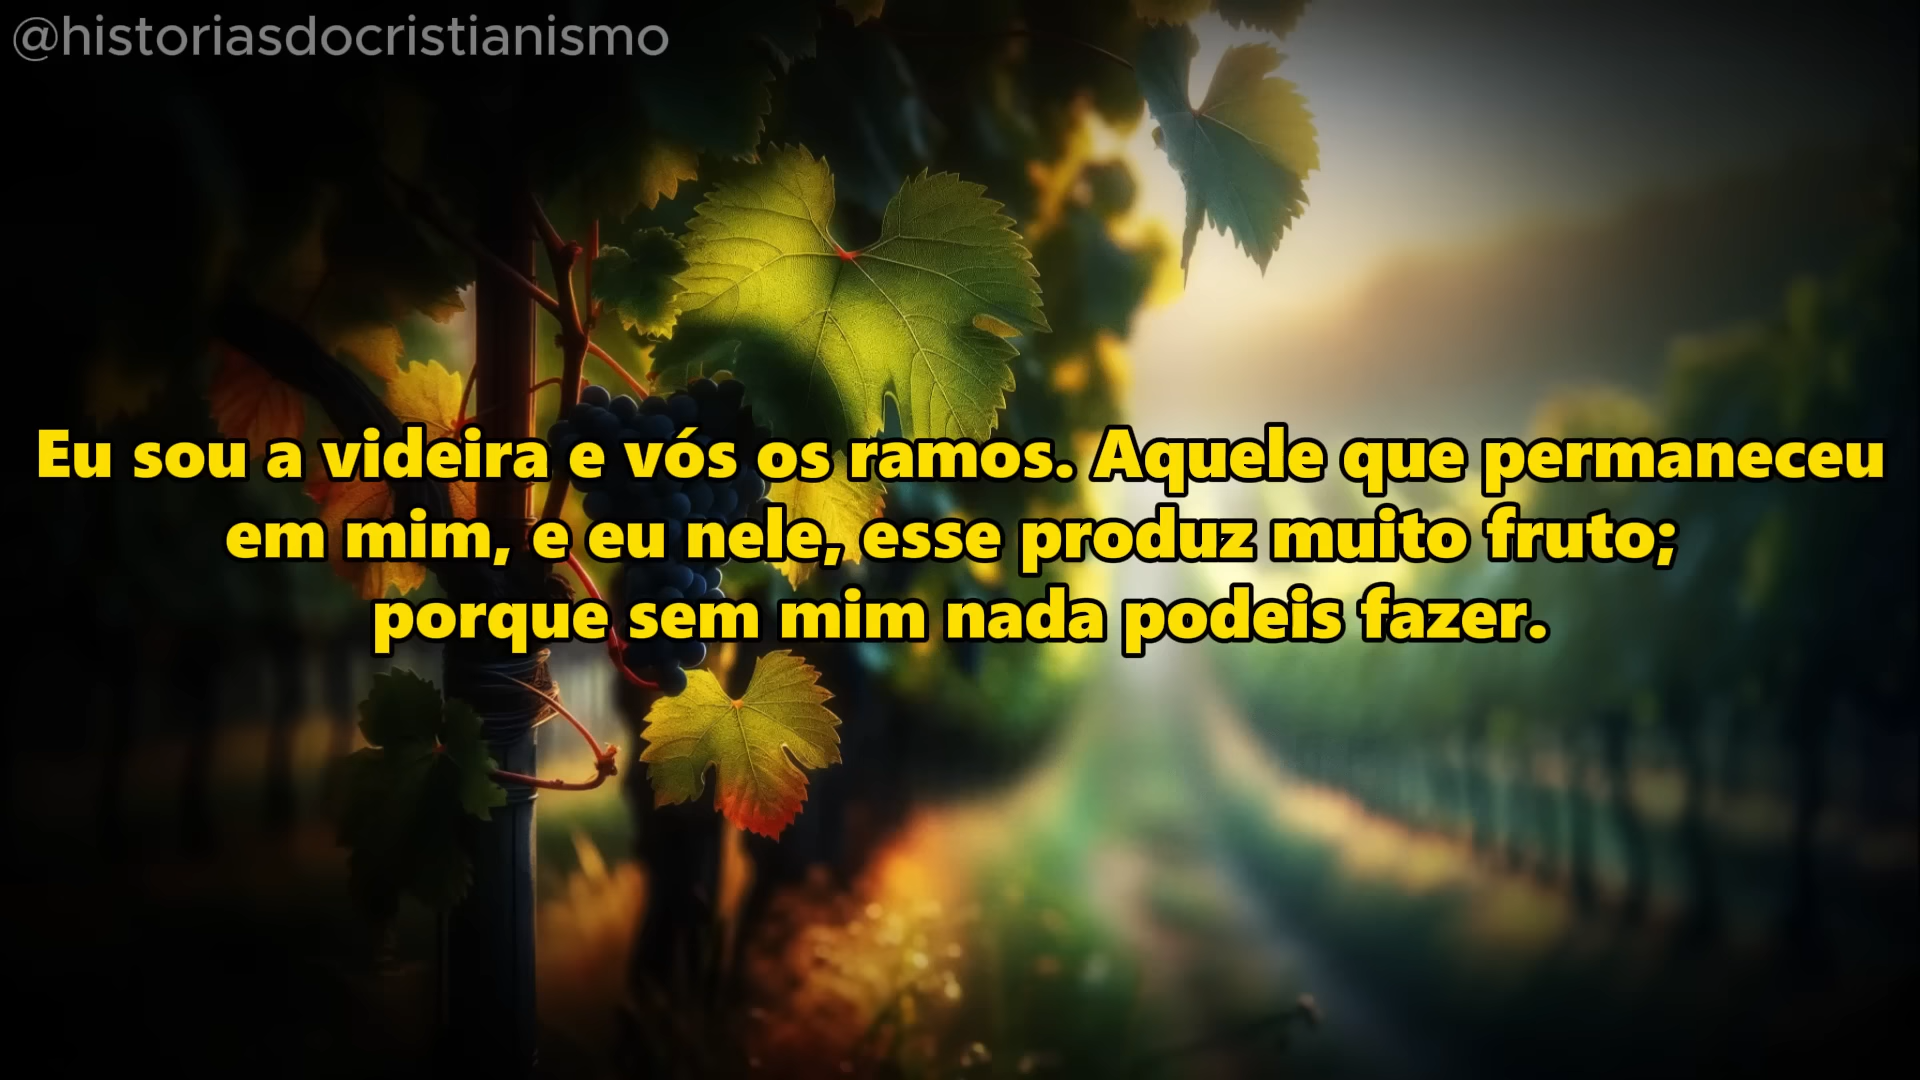 @historiasdocristianismo
Eu sou a videira e vós os ramos. Aquele que permaneceu
em mim, e eu nele, esse produz muito fruto;
porque sem mim nada podeis fazer.